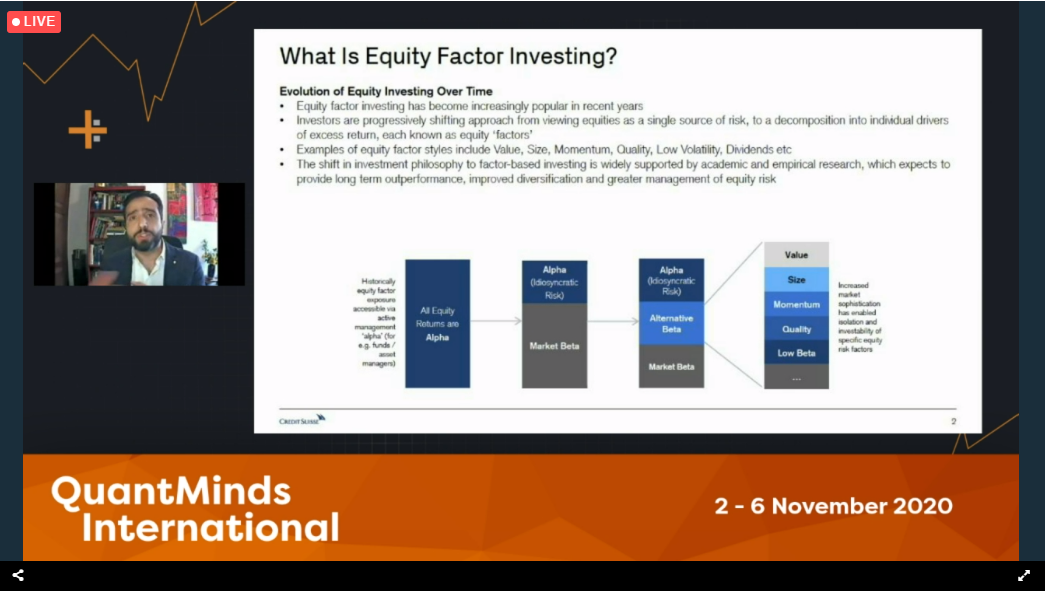 LIVE
What Is Equity Factor Investing?
Evolution of Equity Investing Over Time
• Equity factor investing has become increasingly popular in recent years
• Investors are progressively shifting approach from viewing equities as a single source of risk, to a decomposition into individual drivers
of excess return, each known as equity ‘factors’
• Examples of equity factor styles include Value, Size, Momentum, Quality, Low Volatility, Dividends etc
• The shift in investment philosophy to factor-based investing is widely supported by academic and empirical research, which expects to
provide long term outperformance, improved diversification and greater management of equity risk
Historically
equity factor
exposure
accessible via
active
management
‘alpha’ (for
e.g. funds /
asset
managers)
All Equity
Returns are
Alpha
Alpha
(Idiosyncratic
Risk)
Market Beta
Alpha
(Idiosyncratic
Risk)
Alternative
Beta
Market Beta
Value
Size
Momentum
Quality
Low Beta
...
Increased
market
sophistication
has enabled
isolation and
investability of
specific equity
risk factors
CREDIT SUISSE
2
QuantMinds
International
2 - 6 November 2020